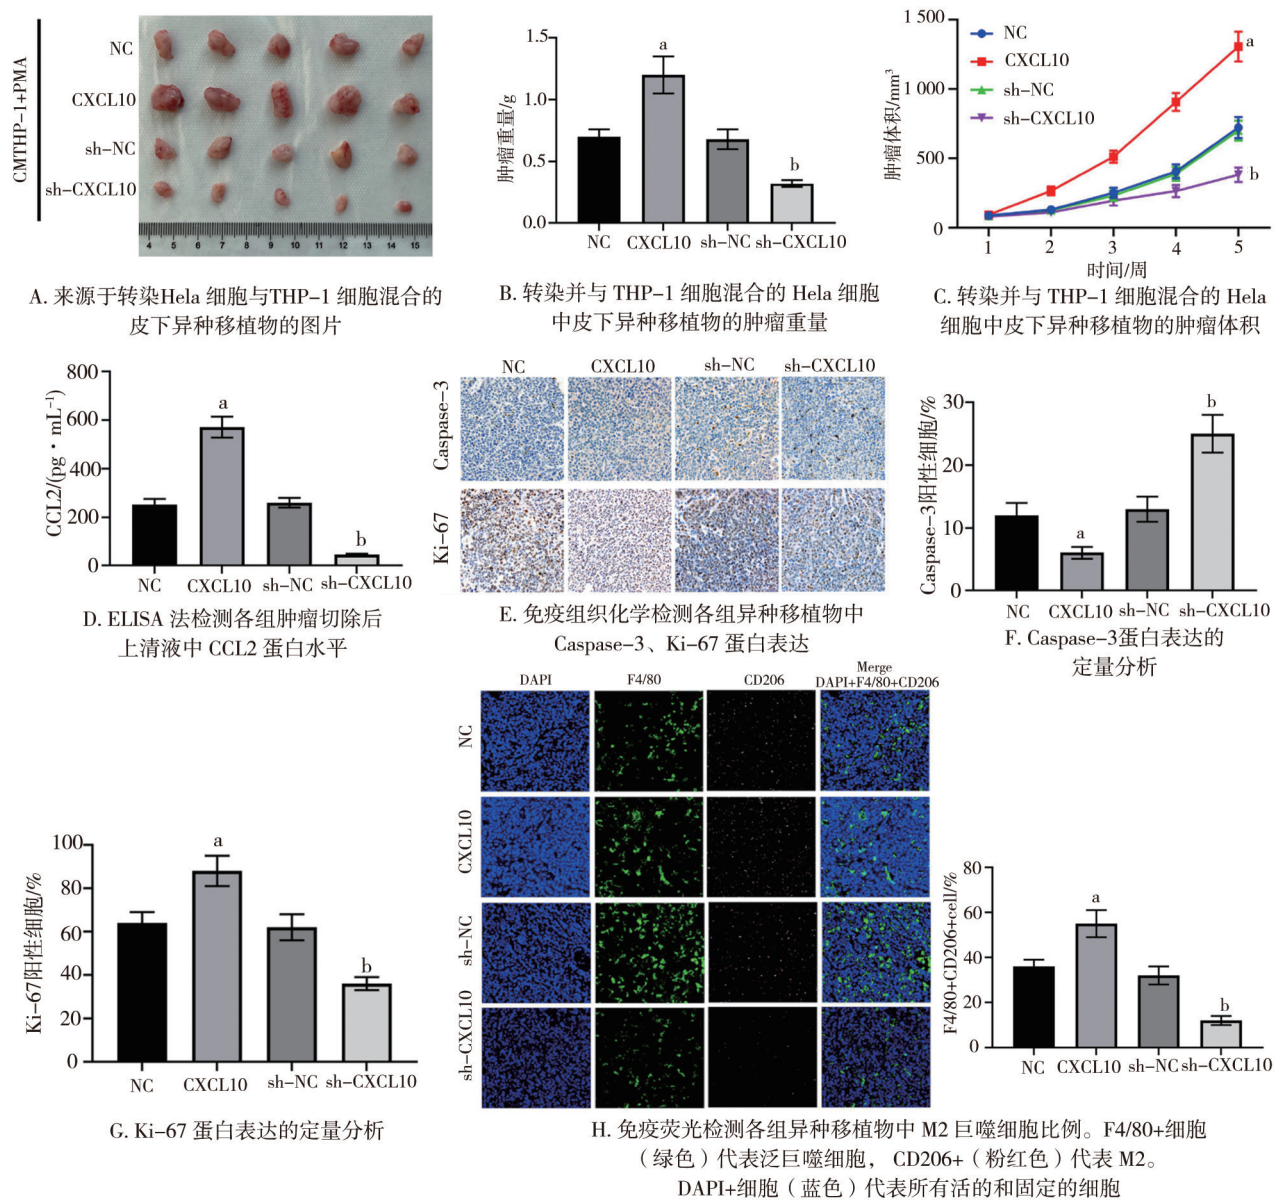 CMTHP-1+PMA
NC
CXCL10
sh-NC
sh-CXCL10
4 5 6 7 8 9 10 11 12 13 14 15
A. 来源于转染Hela 细胞与THP-1 细胞混合的
皮下异种移植物的图片
肿瘤重量/g
1.5
1.0
0.5
0.0
a
b
NC CXCL10 sh-NC sh-CXCL10
B. 转染并与 THP-1 细胞混合的 Hela 细胞
中皮下异种移植物的肿瘤重量
肿瘤体积/mm³
1 500
1 000
500
0
NC
CXCL10
sh-NC
sh-CXCL10
a
b
1 2 3 4 5
时间/周
C. 转染并与 THP-1 细胞混合的 Hela
细胞中皮下异种移植物的肿瘤体积
CCL2/(pg·mL⁻¹)
800
600
400
200
0
a
b
NC CXCL10 sh-NC sh-CXCL10
D. ELISA 法检测各组肿瘤切除后
上清液中 CCL2 蛋白水平
NC CXCL10 sh-NC sh-CXCL10
Caspase-3
Ki-67
E. 免疫组织化学检测各组异种移植物中
Caspase-3、Ki-67 蛋白表达
Caspase-3阳性细胞/%
30
20
10
0
a
b
NC CXCL10 sh-NC sh-CXCL10
F. Caspase-3蛋白表达的
定量分析
Ki-67阳性细胞/%
100
80
60
40
20
0
a
b
NC CXCL10 sh-NC sh-CXCL10
G. Ki-67 蛋白表达的定量分析
DAPI F4/80 CD206 Merge
DAPI+F4/80+CD206
NC
CXCL10
sh-NC
sh-CXCL10
F4/80+CD206+cell/%
80
60
40
20
0
a
b
NC CXCL10 sh-NC sh-CXCL10
H. 免疫荧光检测各组异种移植物中 M2 巨噬细胞比例。F4/80+细胞
（绿色）代表泛巨噬细胞， CD206+（粉红色）代表 M2。
DAPI+细胞（蓝色）代表所有活的和固定的细胞